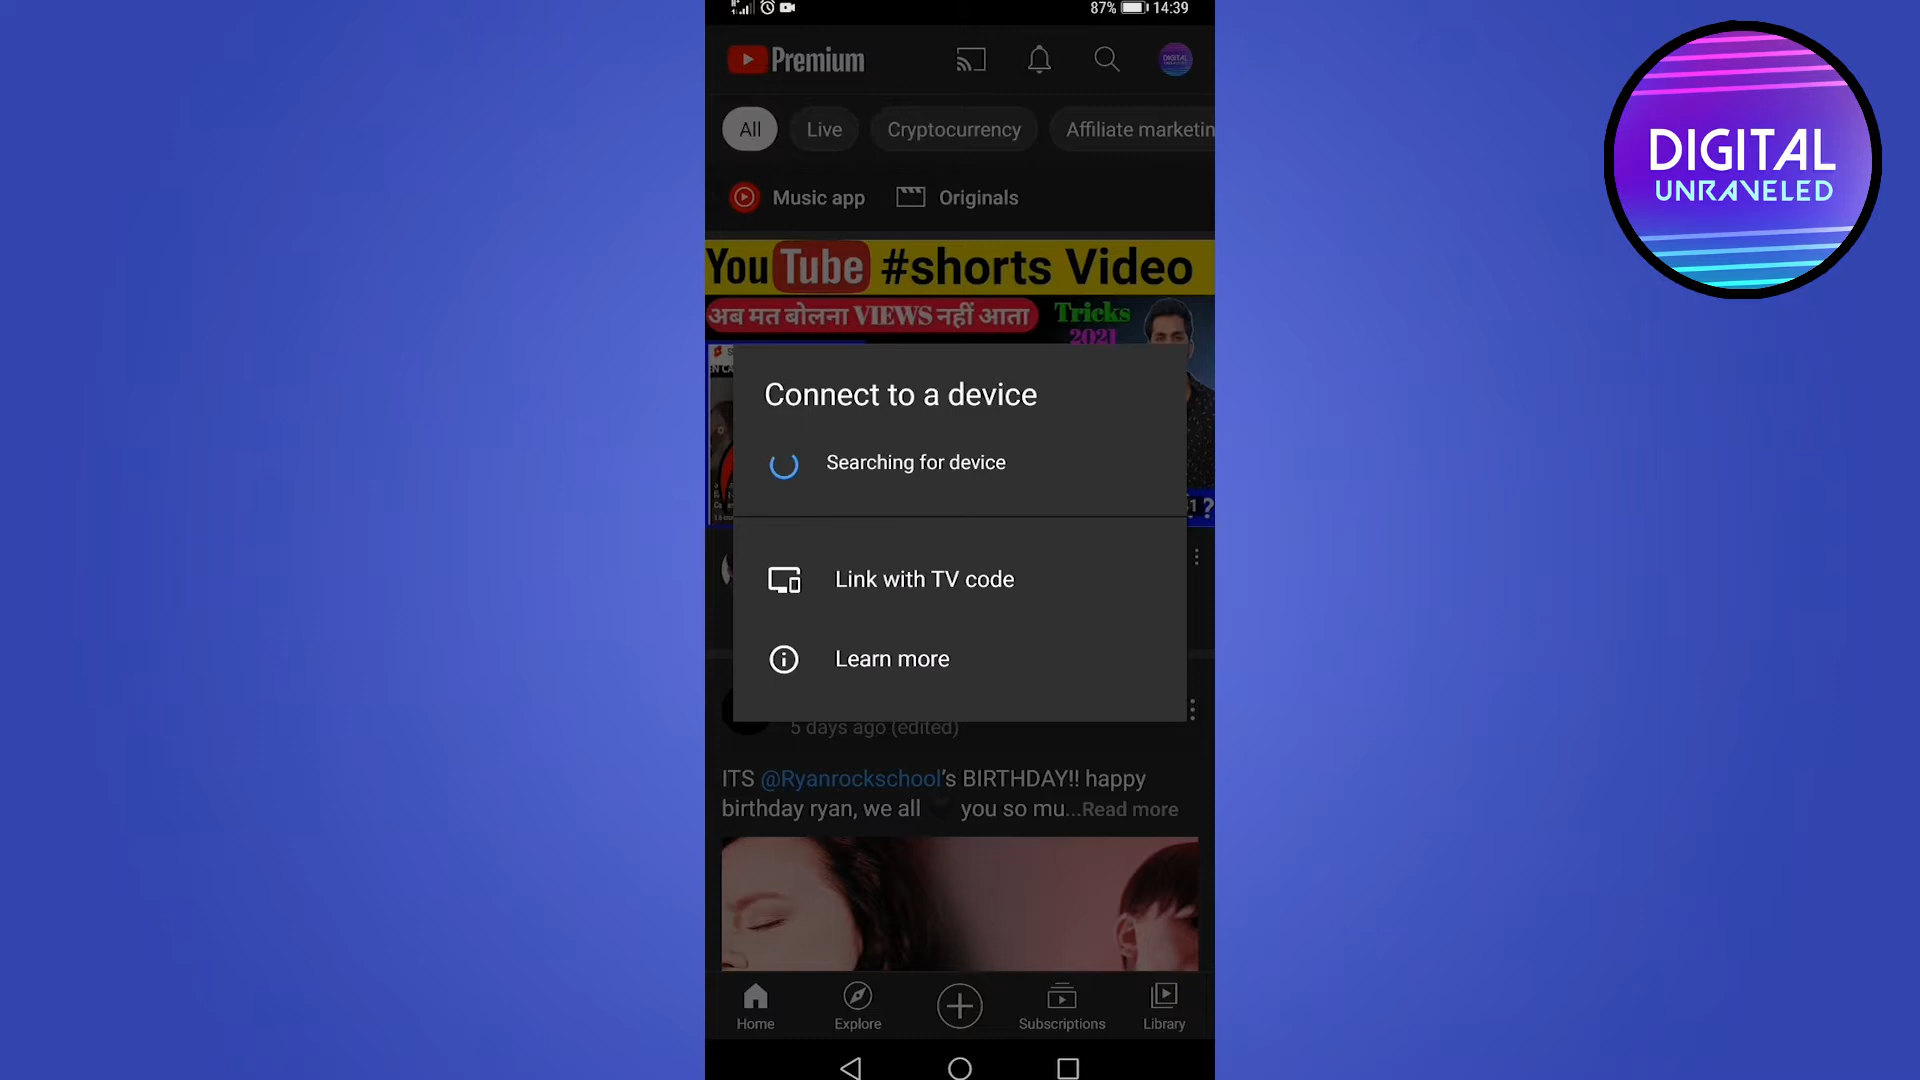 87% 14:39
Premium
DIGITAL
All Live Cryptocurrency Affiliate marketin
Music app Originals
YouTube #shorts Video
अब मत बोलना VIEWS नहीं आता Tricks
2021
Connect to a device
Searching for device
Link with TV code
Learn more
5 days ago (edited)
ITS @Ryanrockschool's BIRTHDAY!! happy
birthday ryan, we all you so mu...Read more
Home Explore Subscriptions Library
DIGITAL
UNRAVELED